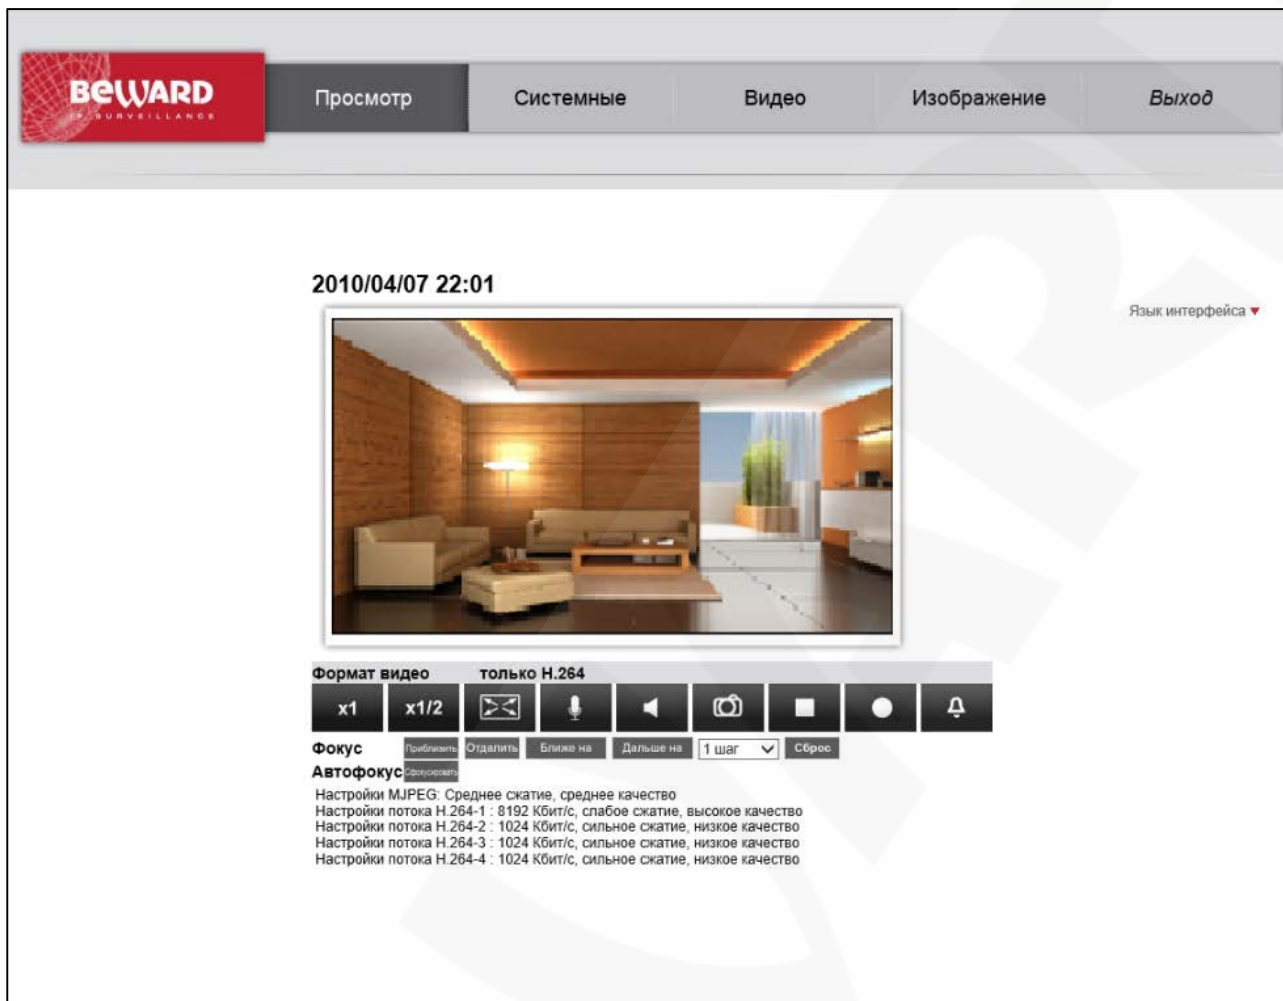 BEWARD
IP SURVEILLANCE
Просмотр
Системные
Видео
Изображение
Выход
2010/04/07 22:01
Язык интерфейса
Формат видео только H.264
x1 x1/2
Фокус Приблизить Отдалить Ближе на Дальше на 1 шаг Сброс
Автофокус Сфокусировать
Настройки MJPEG: Среднее сжатие, среднее качество
Настройки потока H.264-1 : 8192 Кбит/с, слабое сжатие, высокое качество
Настройки потока H.264-2 : 1024 Кбит/с, сильное сжатие, низкое качество
Настройки потока H.264-3 : 1024 Кбит/с, сильное сжатие, низкое качество
Настройки потока H.264-4 : 1024 Кбит/с, сильное сжатие, низкое качество